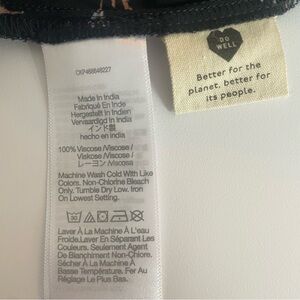 Made In India
Fabriqué En Inde
Hergestellt In Indien
Vervaardigd In India
インド製
hecho en india
100% Viscose /Viscose /
Viskose /Viscosa /
レーヨン /Viscosa
Machine Wash Cold With Like
Colors. Non-Chlorine Bleach
Only. Tumble Dry Low. Iron
On Lowest Setting.
Laver À La Machine À L'eau
Froide.Laver En Séparant Les
Couleurs. Seulement Agent
De Blanchiment Non-Chlore.
Sécher À La Machine À
Basse Température. Fer Au
Réglage Le Plus Bas.
DO
WELL
Better for the
planet, better for
its people.